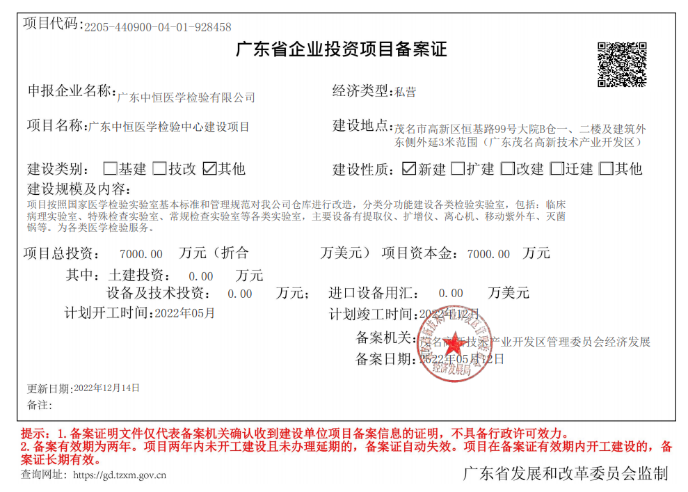 项目代码:2205-440900-04-01-928458
广东省企业投资项目备案证
申报企业名称:广东中恒医学检验有限公司
经济类型:私营
项目名称:广东中恒医学检验中心建设项目
建设地点:茂名市高新区恒基路99号大院B仓一、二楼及建筑外
东侧外延3米范围（广东茂名高新技术产业开发区）
建设类别: □基建 □技改 ☑其他
建设性质: ☑新建 □扩建 □改建 □迁建 □其他
建设规模及内容:
项目按照国家医学检验实验室基本标准和管理规范对我公司仓库进行改造，分类分功能建设各类检验实验室，包括：临床
病理实验室、特殊检查实验室、常规检查实验室等各类实验室，主要设备有提取仪、扩增仪、离心机、移动紫外车、灭菌
锅等。为各类医学检验服务。
项目总投资: 7000.00 万元（折合 万美元） 项目资本金: 7000.00 万元
其中: 土建投资: 0.00 万元
设备及技术投资: 0.00 万元; 进口设备用汇: 0.00 万美元
计划开工时间:2022年05月
计划竣工时间:2022年12月
备案机关:茂名高新技术产业开发区管理委员会经济发展
备案日期:2022年05月12日
经济发展局
更新日期:2022年12月14日
备注:
提示: 1. 备案证明文件仅代表备案机关确认收到建设单位项目备案信息的证明，不具备行政许可效力。
2. 备案有效期为两年。项目两年内未开工建设且未办理延期的，备案证自动失效。项目在备案证有效期内开工建设的，备
案证长期有效。
查询网址: https://gd.tzxm.gov.cn
广东省发展和改革委员会监制